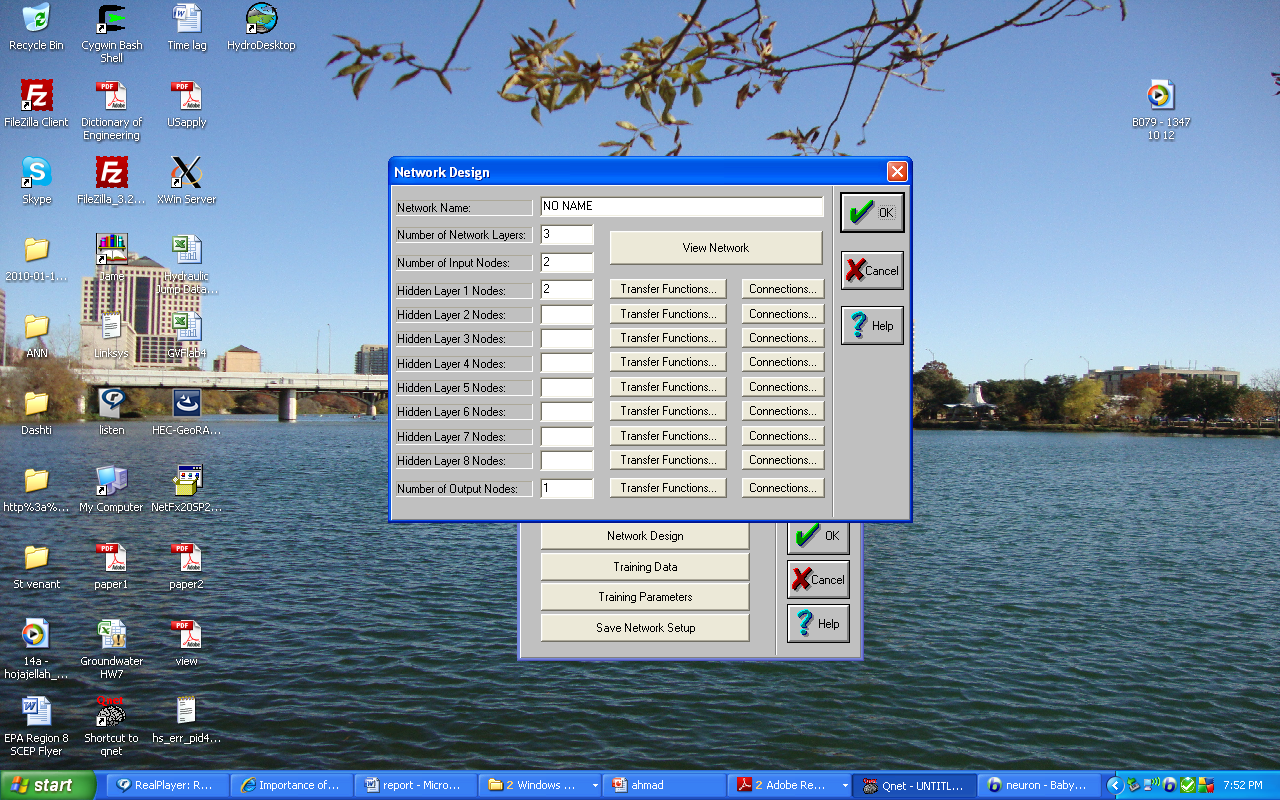 Recycle Bin
Cygwin Bash
Shell
Time lag
HydroDesktop
FileZilla Client
Dictionary of
Engineering
USapply
B079 - 1347
10 12
Skype
FileZilla_3.2...
XWin Server
2010-01-1...
Jame
Hydraulic
Jump Data...
ANN
Linksys
GVFlab4
Dashti
listen
HEC-GeoRA...
http%3a%...
My Computer
NetFx20SP2...
St venant
paper1
paper2
14a -
hojajellah_...
Groundwater
HW7
view
EPA Region 8
SCEP Flyer
Shortcut to
qnet
hs_err_pid4...
Network Design
Network Name: NO NAME
Number of Network Layers: 3
View Network
Number of Input Nodes: 2
Hidden Layer 1 Nodes: 2 Transfer Functions... Connections...
Hidden Layer 2 Nodes: Transfer Functions... Connections...
Hidden Layer 3 Nodes: Transfer Functions... Connections...
Hidden Layer 4 Nodes: Transfer Functions... Connections...
Hidden Layer 5 Nodes: Transfer Functions... Connections...
Hidden Layer 6 Nodes: Transfer Functions... Connections...
Hidden Layer 7 Nodes: Transfer Functions... Connections...
Hidden Layer 8 Nodes: Transfer Functions... Connections...
Number of Output Nodes: 1 Transfer Functions... Connections...
OK
Cancel
? Help
Network Design
Training Data
Training Parameters
Save Network Setup
OK
Cancel
? Help
start RealPlayer: R... Importance of... report - Micro... 2 Windows ... ahmad 2 Adobe Re... Qnet - UNTITL... neuron - Baby... 7:52 PM